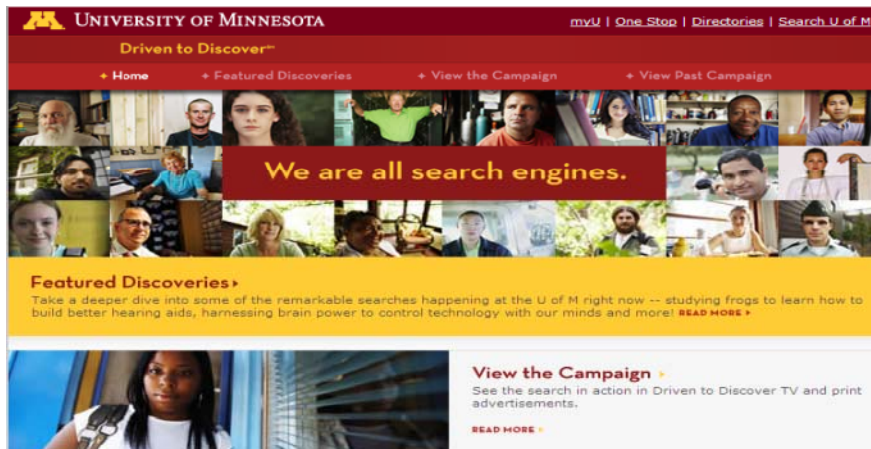 UNIVERSITY OF MINNESOTA
myU | One Stop | Directories | Search U of M
Driven to Discover
+ Home + Featured Discoveries + View the Campaign + View Past Campaign
We are all search engines.
Featured Discoveries
Take a deeper dive into some of the remarkable searches happening at the U of M right now -- studying frogs to learn how to
build better hearing aids, harnessing brain power to control technology with our minds and more! READ MORE
View the Campaign
See the search in action in Driven to Discover TV and print
advertisements.
READ MORE